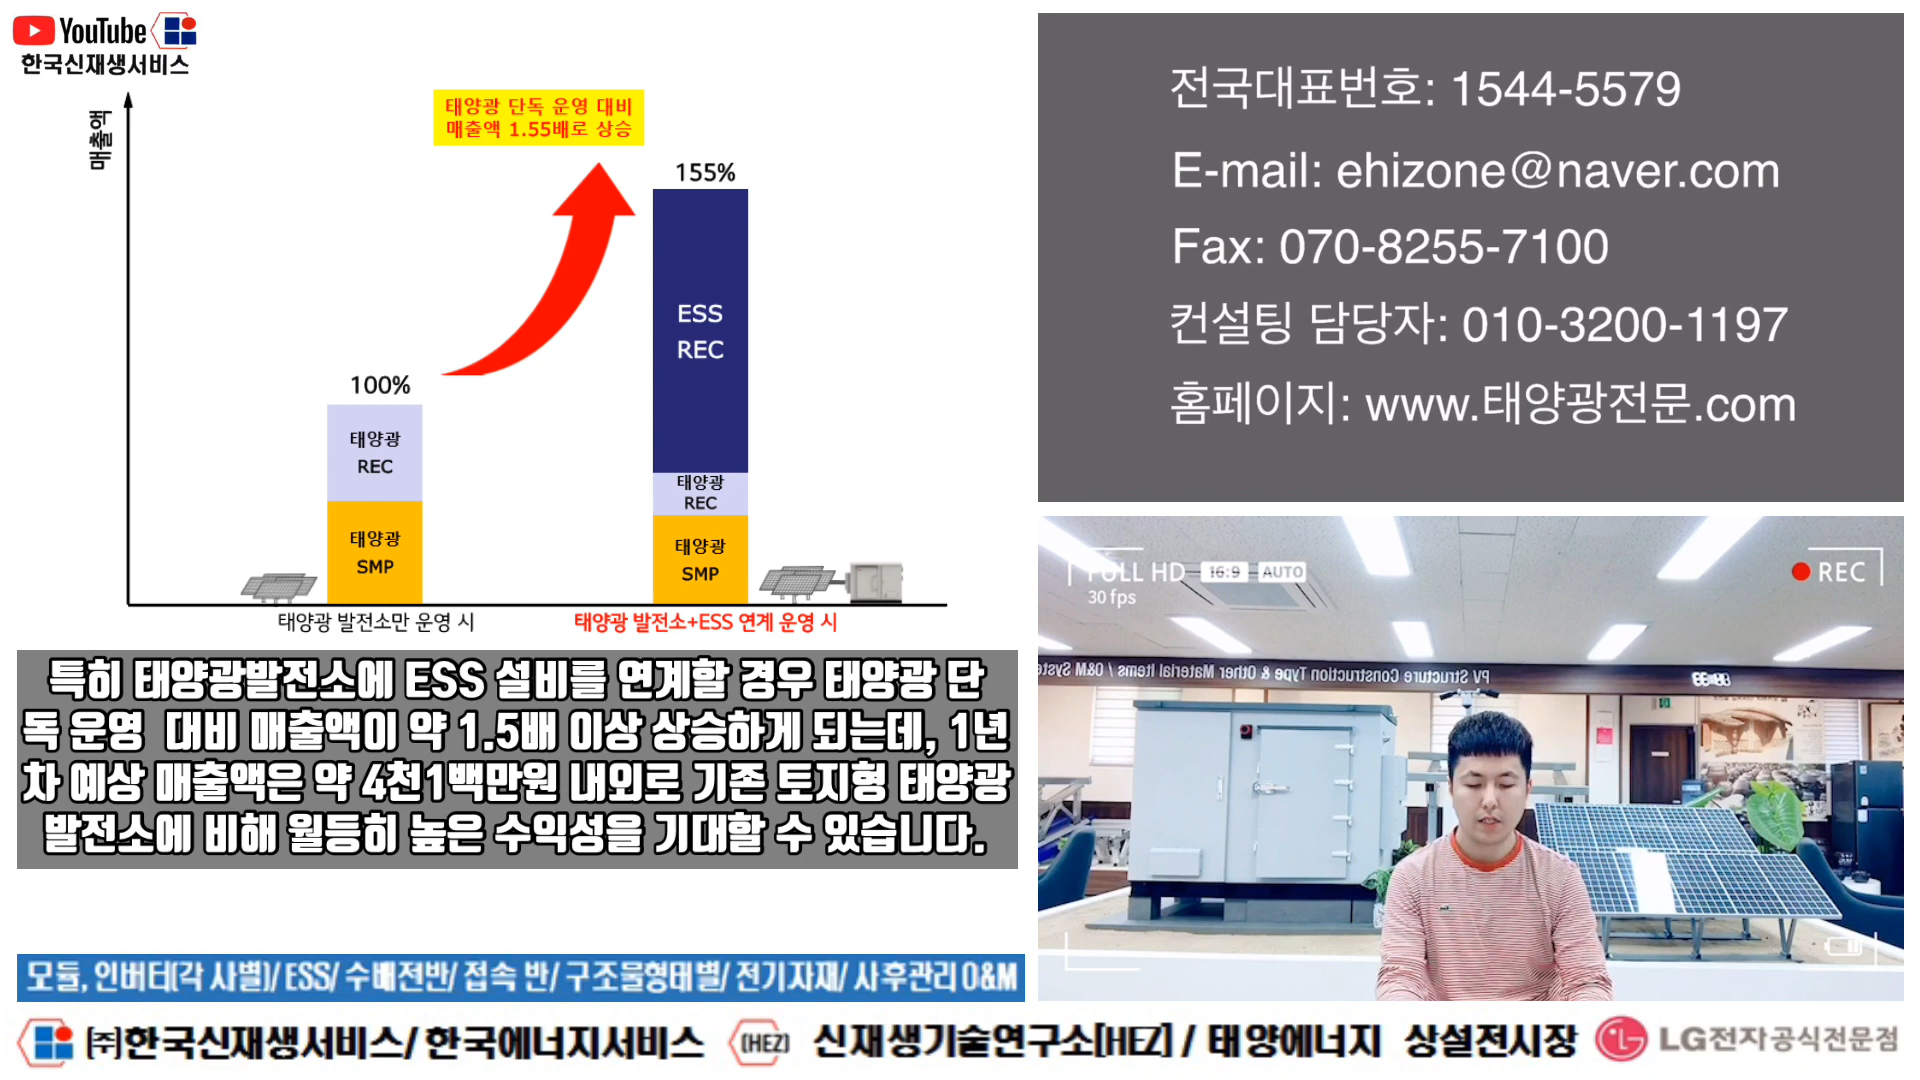 YouTube
한국신재생서비스
매출액
태양광 단독 운영 대비
매출액 1.55배로 상승
155%
ESS
REC
100%
태양광
REC
태양광
REC
태양광
SMP
태양광
SMP
태양광 발전소만 운영 시
태양광 발전소+ESS 연계 운영 시
특히 태양광발전소에 ESS 설비를 연계할 경우 태양광 단
독 운영 대비 매출액이 약 1.5배 이상 상승하게 되는데, 1년
차 예상 매출액은 약 4천1백만원 내외로 기존 토지형 태양광
발전소에 비해 월등히 높은 수익성을 기대할 수 있습니다.
전국대표번호: 1544-5579
E-mail: ehizone@naver.com
Fax: 070-8255-7100
컨설팅 담당자: 010-3200-1197
홈페이지: www.태양광전문.com
FULL HD 16:9 AUTO
30 fps
REC
PV Structure Construction Type & Other Material Items / O&M
모듈, 인버터(각 사별)/ ESS/ 수배전반/ 접속 반/ 구조물형태별/ 전기자재/ 사후관리 O&M
㈜한국신재생서비스/ 한국에너지서비스 (HEZ) 신재생기술연구소[HEZ] / 태양에너지 상설전시장 LG LG전자공식전문점